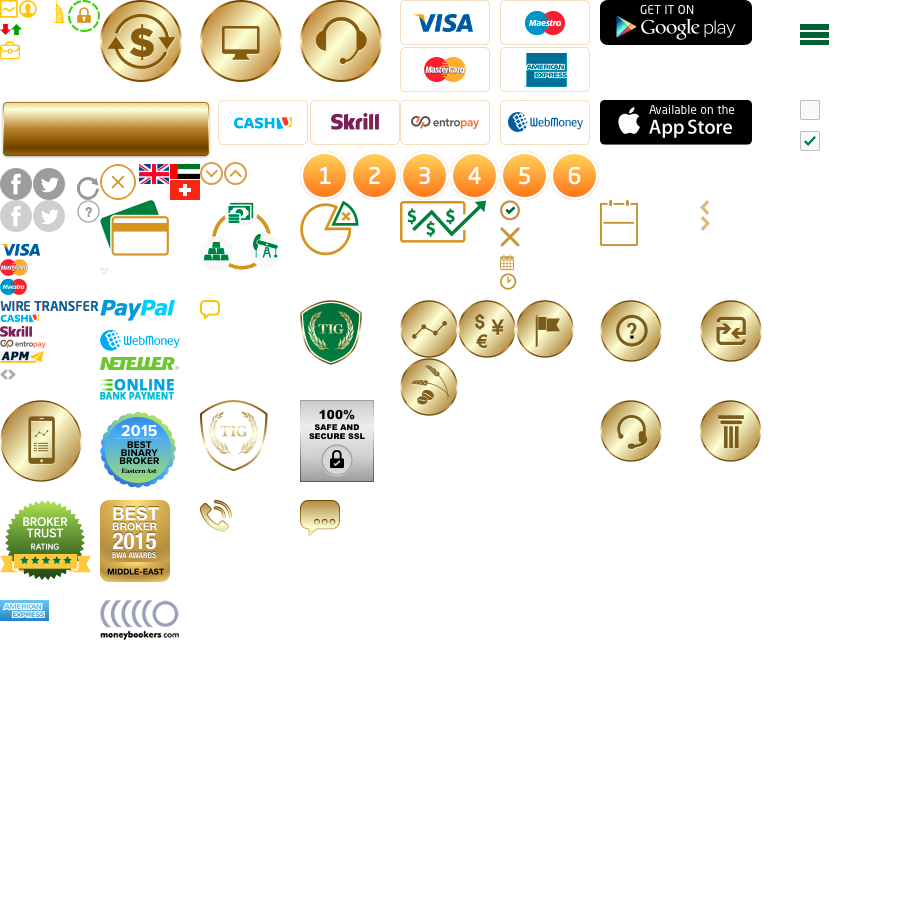 $
VISA
Maestro
GET IT ON
Google play
MasterCard
AMERICAN
EXPRESS
CASHU
Skrill
entropay
WebMoney
Available on the
App Store
1 2 3 4 5 6
?
$ $ $
VISA
MasterCard
Maestro
WIRE TRANSFER
PayPal
CASHU
Skrill
entropay
WebMoney
APM
NETELLER
ONLINE
BANK PAYMENT
TIG
$ ¥
€
?
2015
BEST
BINARY
BROKER
Eastern Ast
TIG
100%
SAFE AND
SECURE SSL
BROKER
TRUST
RATING
BEST
BROKER
2015
BWA AWARDS
MIDDLE-EAST
AMERICAN
EXPRESS
moneybookers.com